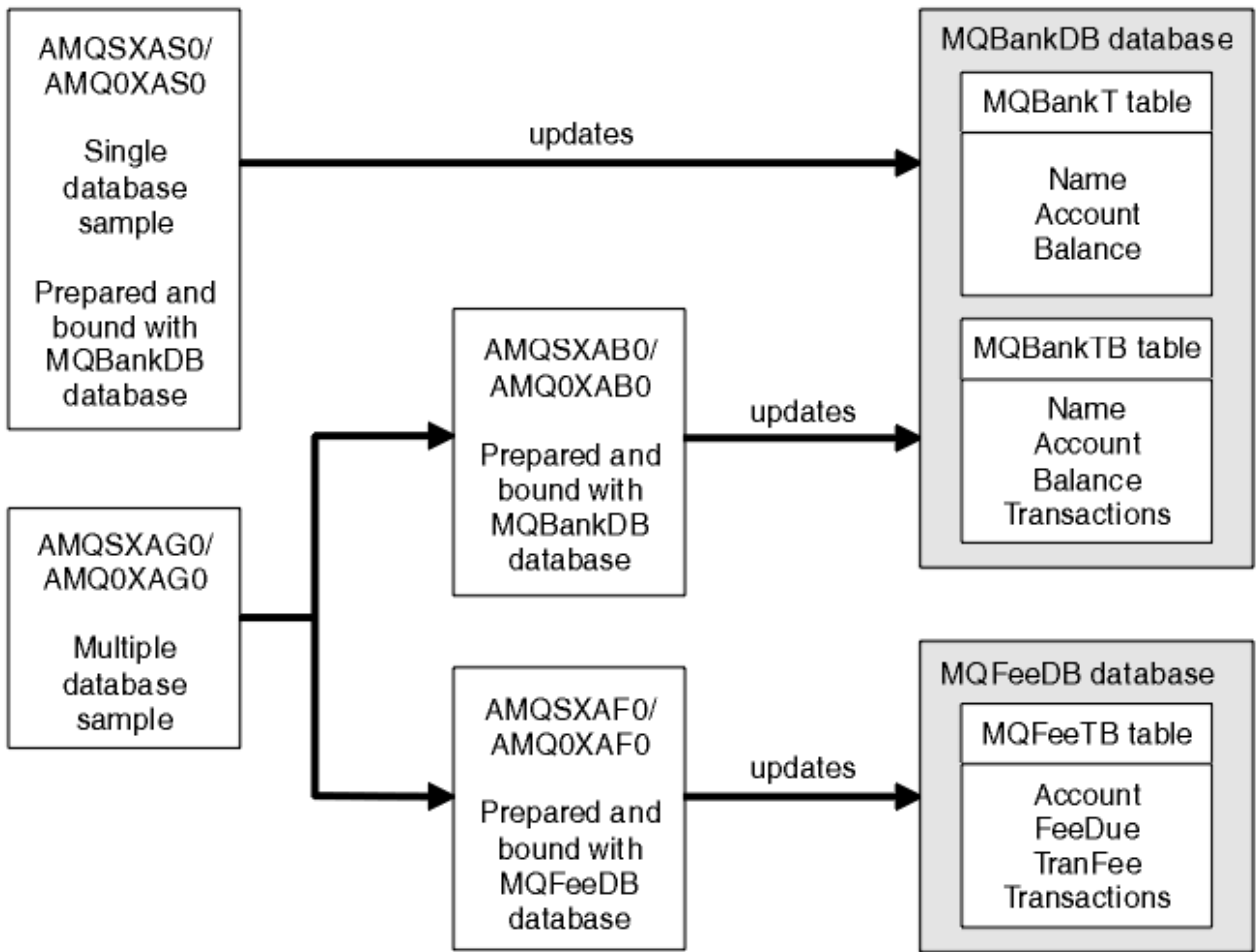 AMQSXAS0/
AMQ0XAS0
Single
database
sample
Prepared and
bound with
MQBankDB
database
updates
MQBankDB database
MQBankT table
Name
Account
Balance
MQBankTB table
Name
Account
Balance
Transactions
AMQSXAB0/
AMQ0XAB0
Prepared and
bound with
MQBankDB
database
updates
AMQSXAG0/
AMQ0XAG0
Multiple
database
sample
AMQSXAF0/
AMQ0XAF0
Prepared and
bound with
MQFeeDB
database
updates
MQFeeDB database
MQFeeTB table
Account
FeeDue
TranFee
Transactions